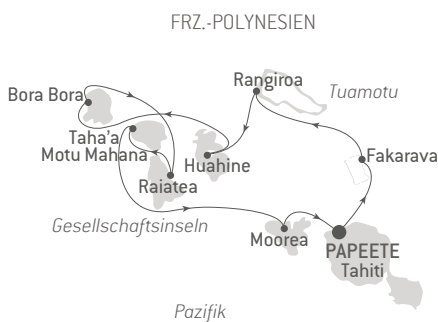 FRZ.-POLYNESIEN
Rangiroa
Bora Bora
Tuamotu
Taha'a
Motu Mahana
Huahine
Fakarava
Raiatea
Gesellschaftsinseln
Moorea
PAPEETE
Tahiti
Pazifik